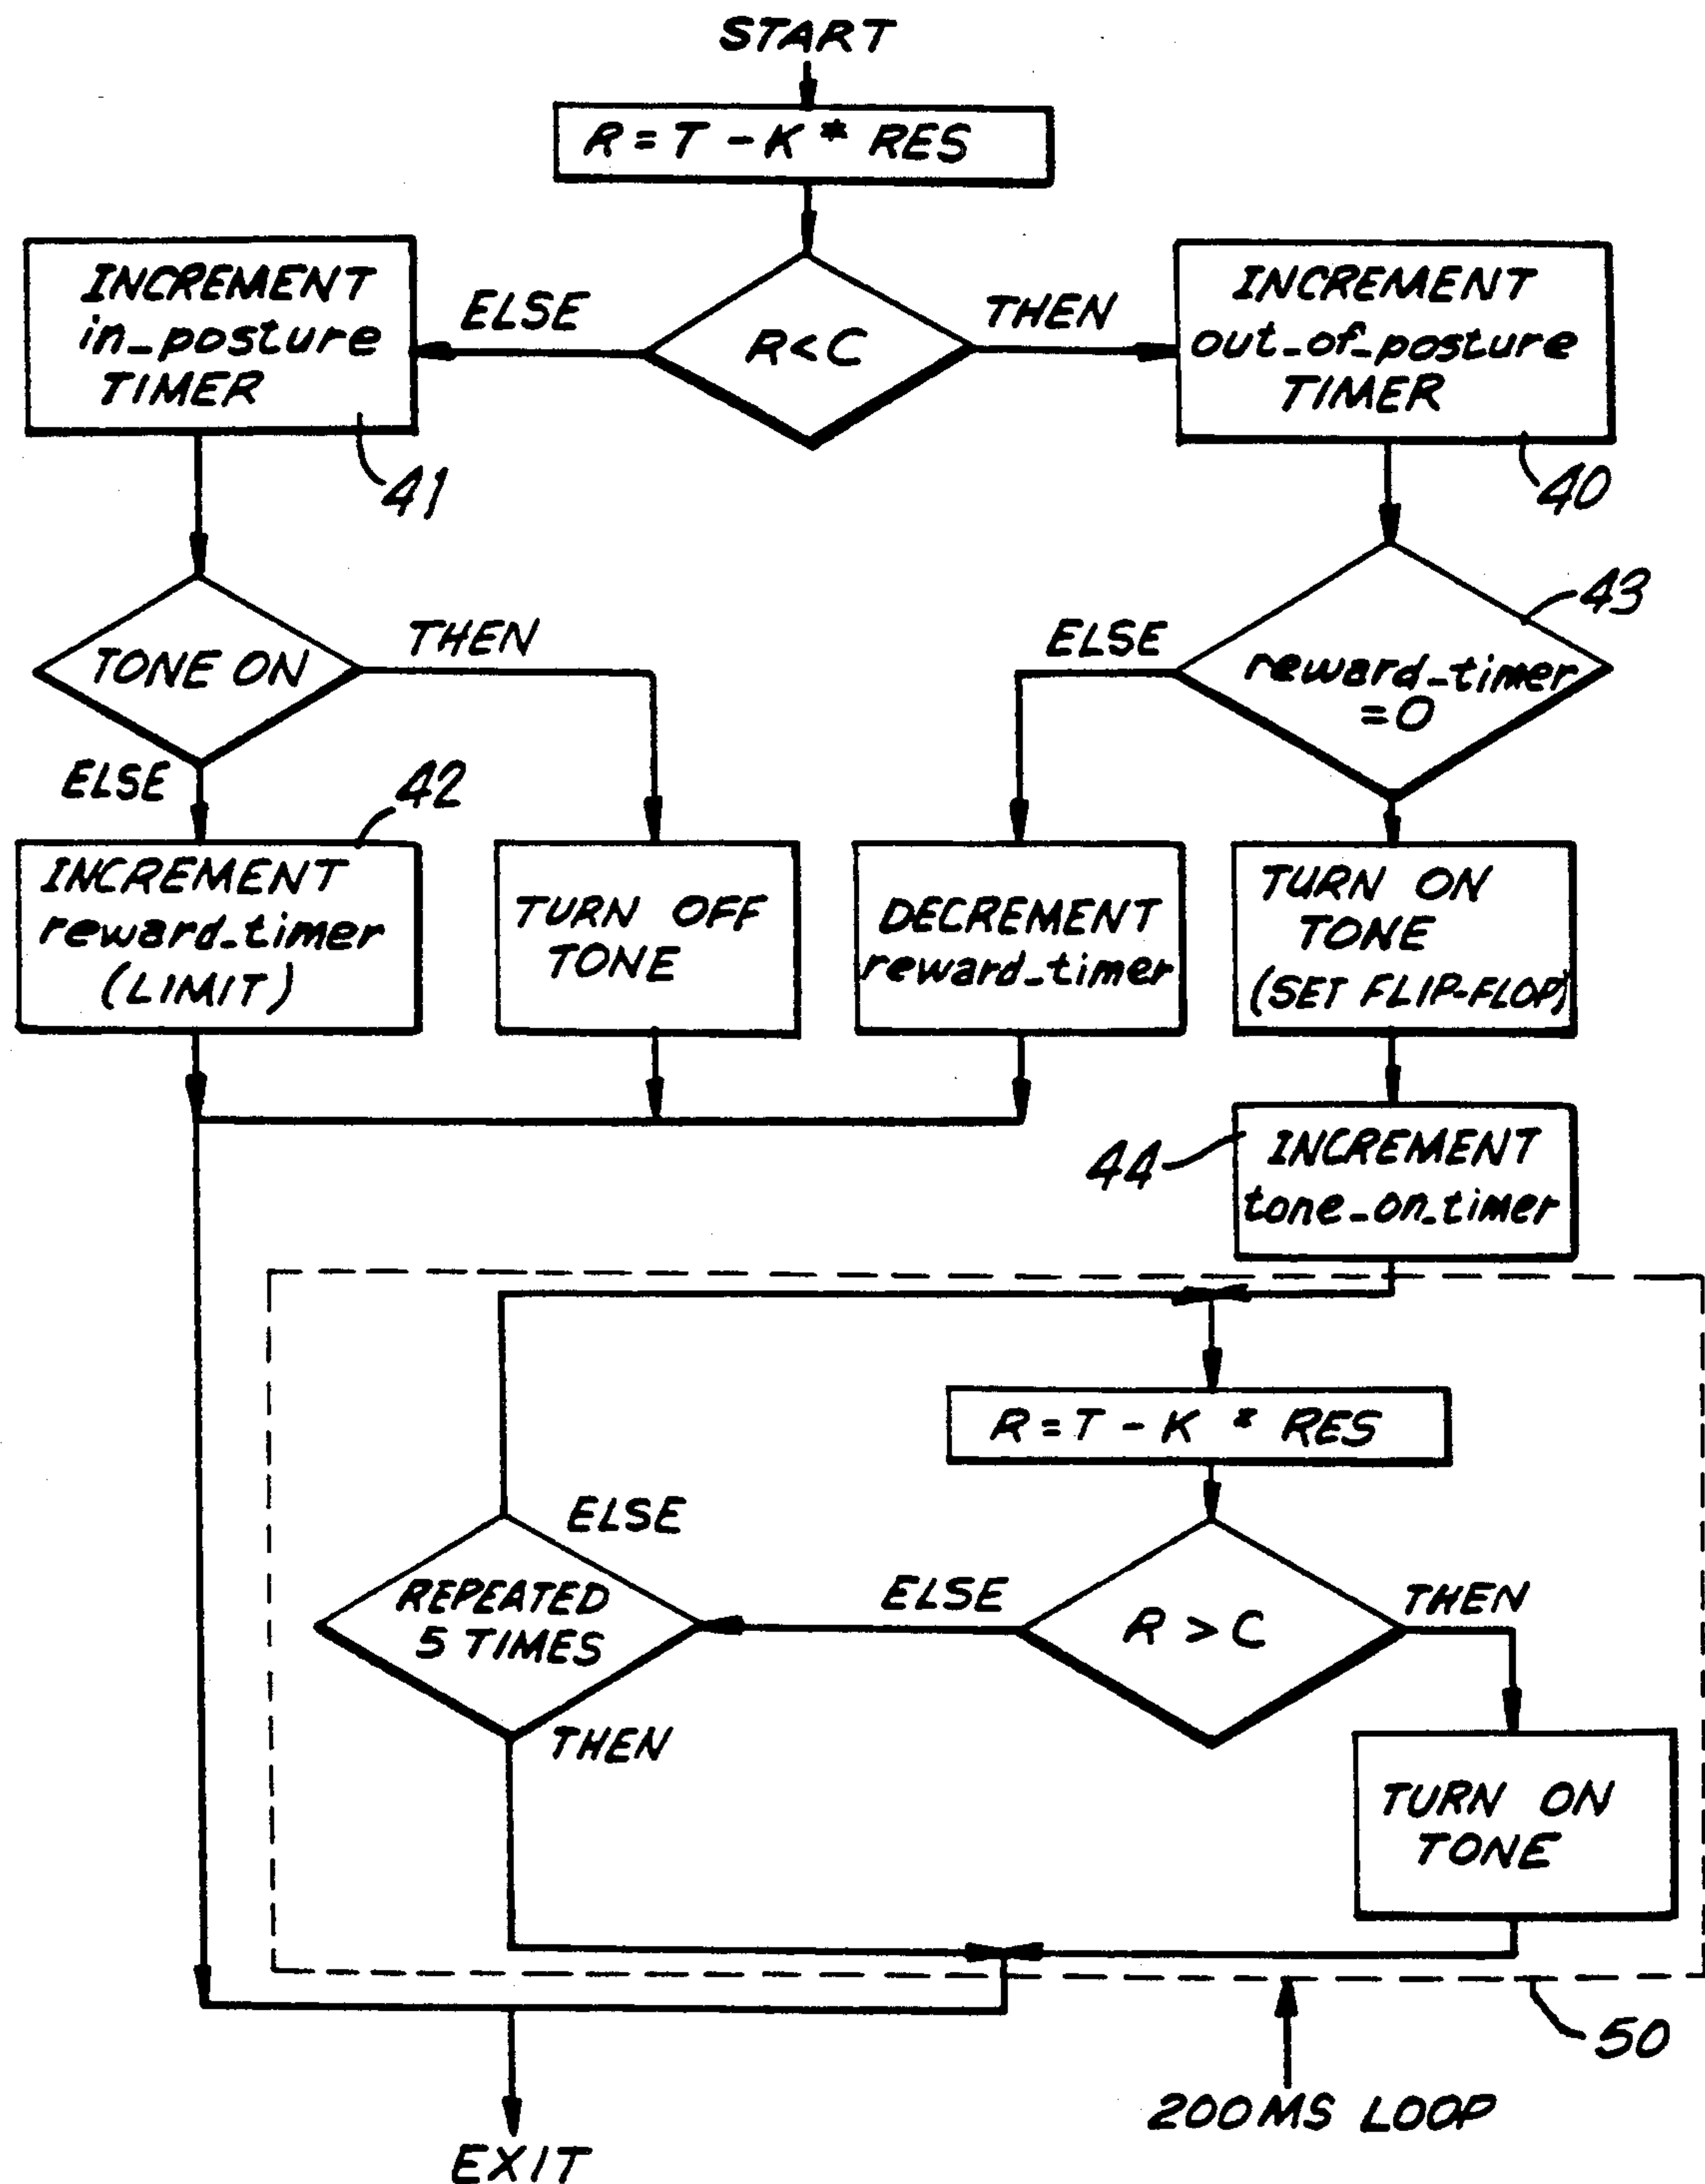 START
R = T - K * RES
INCREMENT
in_posture
TIMER
41
ELSE
R < C
THEN
INCREMENT
out_of_posture
TIMER
40
TONE ON
THEN
ELSE
reward_timer
= 0
43
ELSE
42
INCREMENT
reward_timer
(LIMIT)
TURN OFF
TONE
DECREMENT
reward_timer
TURN ON
TONE
(SET FLIP-FLOP)
44
INCREMENT
tone_on_timer
R = T - K * RES
ELSE
REPEATED
5 TIMES
THEN
ELSE
R > C
THEN
TURN ON
TONE
50
200 MS LOOP
EXIT